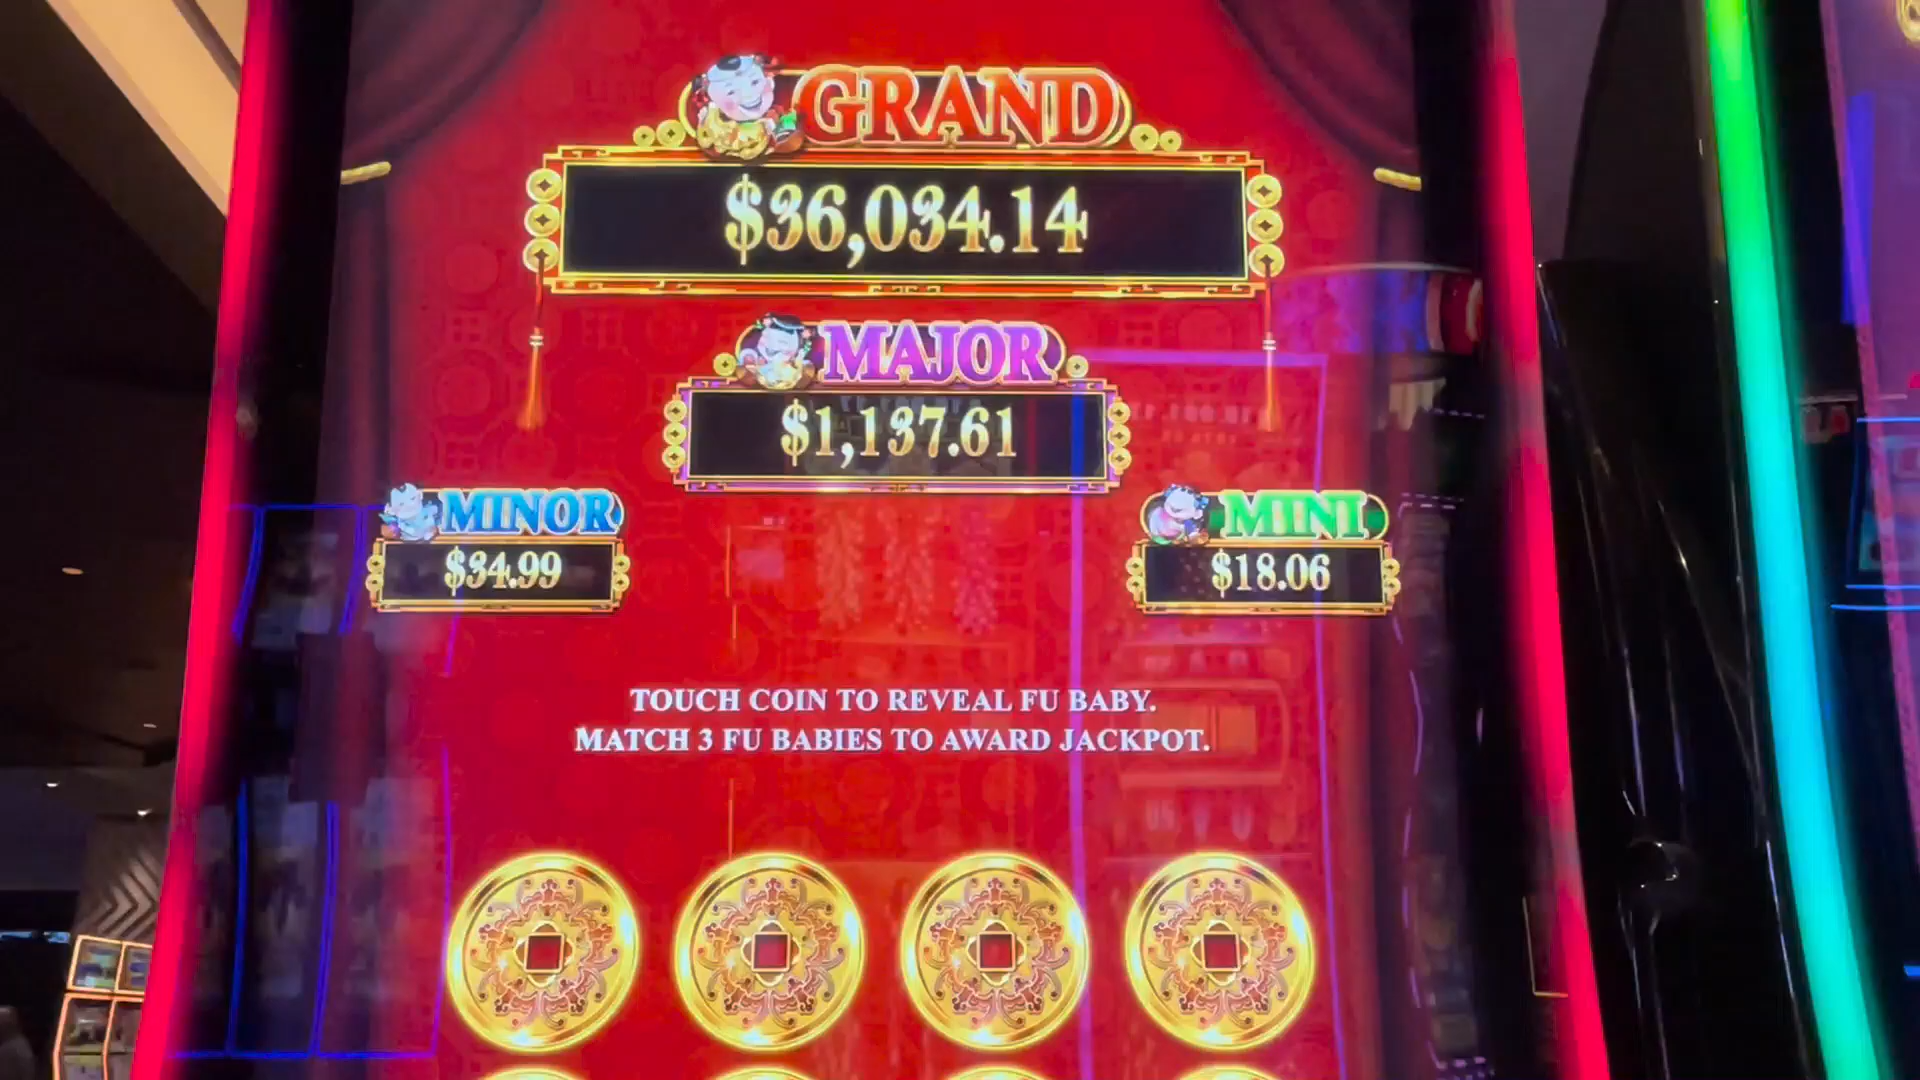 GRAND
$36,034.14
MAJOR
$1,137.61
MINOR
$34.99
MINI
$18.06
TOUCH COIN TO REVEAL FU BABY.
MATCH 3 FU BABIES TO AWARD JACKPOT.